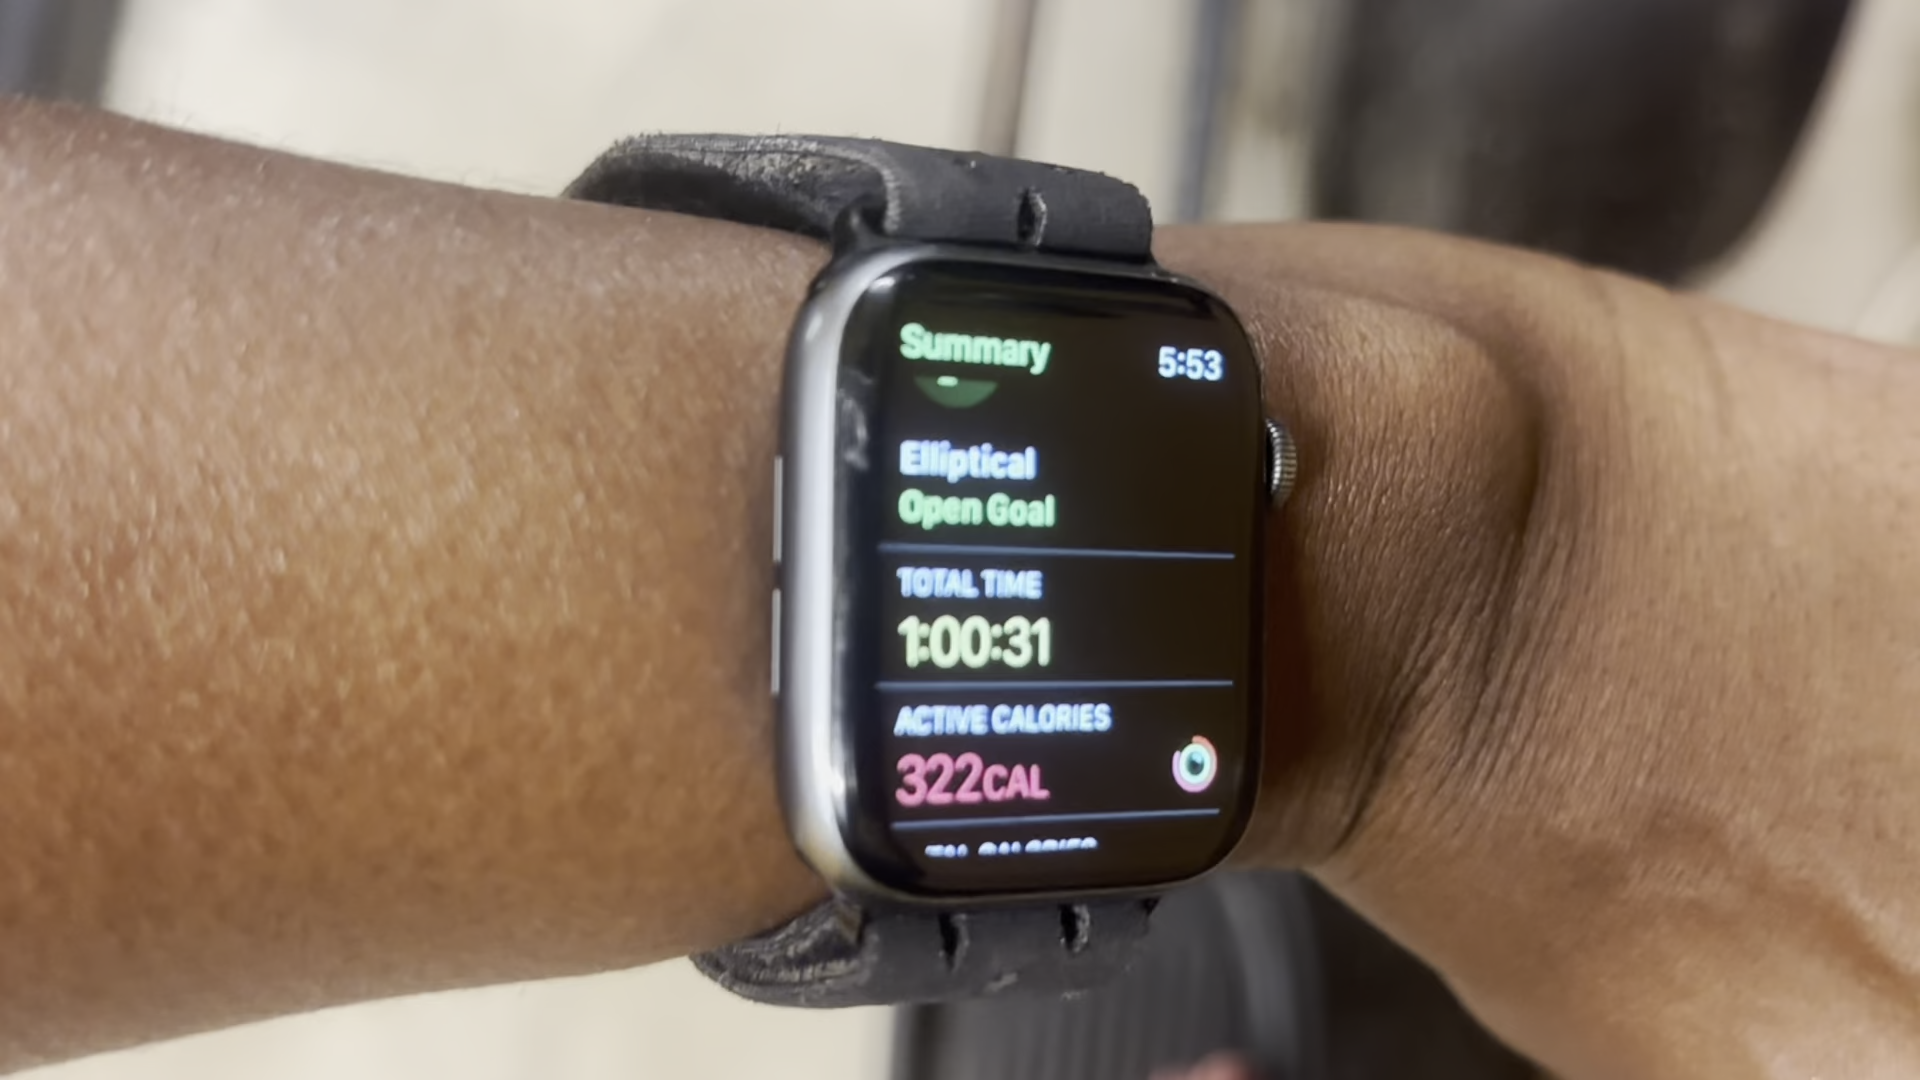 Summary
5:53
Elliptical
Open Goal
TOTAL TIME
1:00:31
ACTIVE CALORIES
322CAL